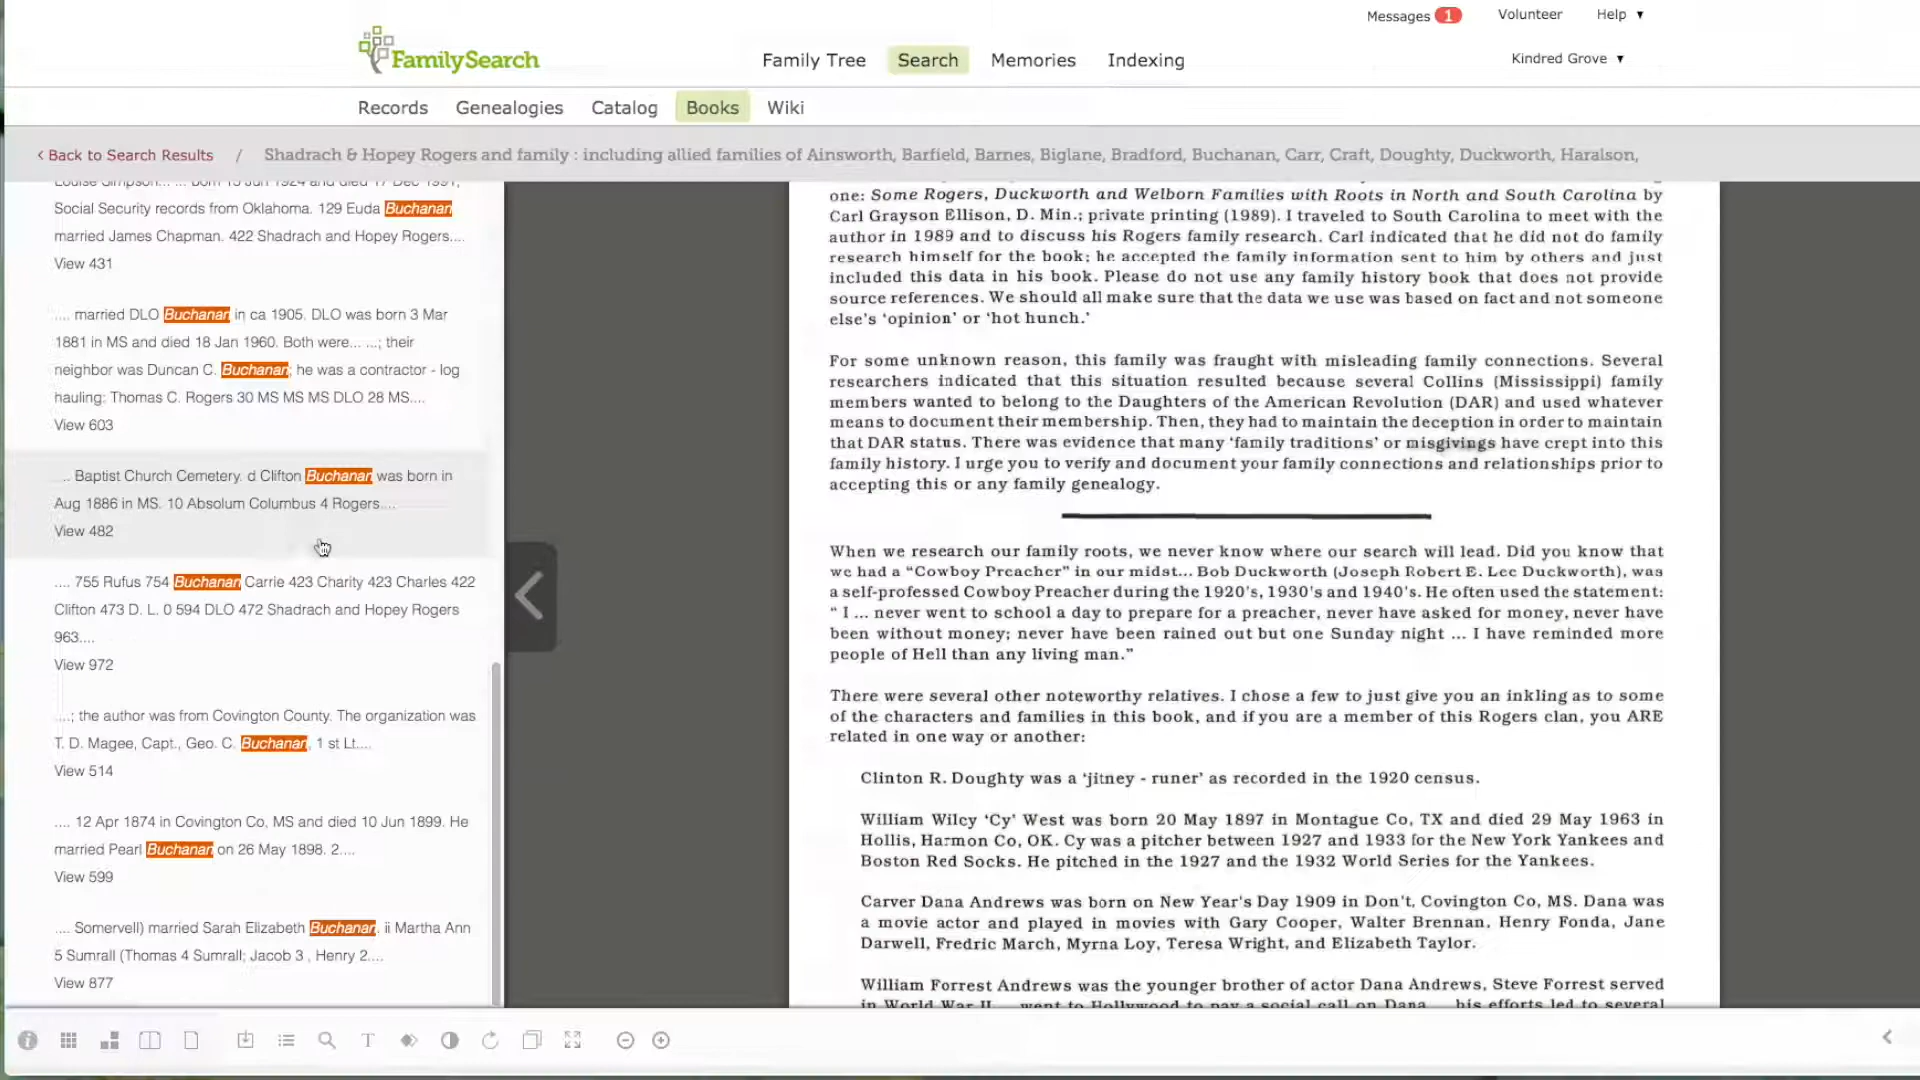 Messages 1 Volunteer Help ▼
FamilySearch
Family Tree Search Memories Indexing Kindred Grove ▼
Records Genealogies Catalog Books Wiki
‹ Back to Search Results / Shadrach & Hopey Rogers and family : including allied families of Ainsworth, Barfield, Barnes, Biglane, Bradford, Buchanan, Carr, Craft, Doughty, Duckworth, Haralson,
Louise Simpson... ... born 13 Jun 1924 and died 17 Dec 1991,
Social Security records from Oklahoma. 129 Euda Buchanan
married James Chapman. 422 Shadrach and Hopey Rogers....
View 431
.... married DLO Buchanan in ca 1905. DLO was born 3 Mar
1881 in MS and died 18 Jan 1960. Both were... ...; their
neighbor was Duncan C. Buchanan; he was a contractor - log
hauling: Thomas C. Rogers 30 MS MS MS DLO 28 MS....
View 603
... Baptist Church Cemetery. d Clifton Buchanan was born in
Aug 1886 in MS. 10 Absolum Columbus 4 Rogers....
View 482
.... 755 Rufus 754 Buchanan Carrie 423 Charity 423 Charles 422
Clifton 473 D. L. 0 594 DLO 472 Shadrach and Hopey Rogers
963....
View 972
....; the author was from Covington County. The organization was
T. D. Magee, Capt., Geo. C. Buchanan, 1 st Lt....
View 514
.... 12 Apr 1874 in Covington Co, MS and died 10 Jun 1899. He
married Pearl Buchanan on 26 May 1898. 2....
View 599
.... Somervell) married Sarah Elizabeth Buchanan. ii Martha Ann
5 Sumrall (Thomas 4 Sumrall; Jacob 3 , Henry 2....
View 877
one: Some Rogers, Duckworth and Welborn Families with Roots in North and South Carolina by
Carl Grayson Ellison, D. Min.; private printing (1989). I traveled to South Carolina to meet with the
author in 1989 and to discuss his Rogers family research. Carl indicated that he did not do family
research himself for the book; he accepted the family information sent to him by others and just
included this data in his book. Please do not use any family history book that does not provide
source references. We should all make sure that the data we use was based on fact and not someone
else's 'opinion' or 'hot hunch.'
For some unknown reason, this family was fraught with misleading family connections. Several
researchers indicated that this situation resulted because several Collins (Mississippi) family
members wanted to belong to the Daughters of the American Revolution (DAR) and used whatever
means to document their membership. Then, they had to maintain the deception in order to maintain
that DAR status. There was evidence that many 'family traditions' or misgivings have crept into this
family history. I urge you to verify and document your family connections and relationships prior to
accepting this or any family genealogy.
When we research our family roots, we never know where our search will lead. Did you know that
we had a "Cowboy Preacher" in our midst... Bob Duckworth (Joseph Robert E. Lee Duckworth), was
a self-professed Cowboy Preacher during the 1920's, 1930's and 1940's. He often used the statement:
" I ... never went to school a day to prepare for a preacher, never have asked for money, never have
been without money; never have been rained out but one Sunday night ... I have reminded more
people of Hell than any living man."
There were several other noteworthy relatives. I chose a few to just give you an inkling as to some
of the characters and families in this book, and if you are a member of this Rogers clan, you ARE
related in one way or another:
Clinton R. Doughty was a 'jitney - runer' as recorded in the 1920 census.
William Wilcy 'Cy' West was born 20 May 1897 in Montague Co, TX and died 29 May 1963 in
Hollis, Harmon Co, OK. Cy was a pitcher between 1927 and 1933 for the New York Yankees and
Boston Red Socks. He pitched in the 1927 and the 1932 World Series for the Yankees.
Carver Dana Andrews was born on New Year's Day 1909 in Don't, Covington Co, MS. Dana was
a movie actor and played in movies with Gary Cooper, Walter Brennan, Henry Fonda, Jane
Darwell, Fredric March, Myrna Loy, Teresa Wright, and Elizabeth Taylor.
William Forrest Andrews was the younger brother of actor Dana Andrews, Steve Forrest served
in World War II ... went to Hollywood to pay a social call on Dana ... his efforts led to several